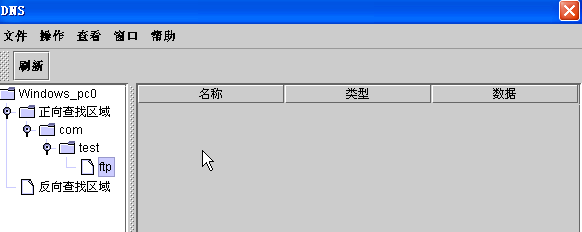 DNS
文件 操作 查看 窗口 帮助
刷新
Windows_pc0
名称 类型 数据
正向查找区域
com
test
ftp
反向查找区域